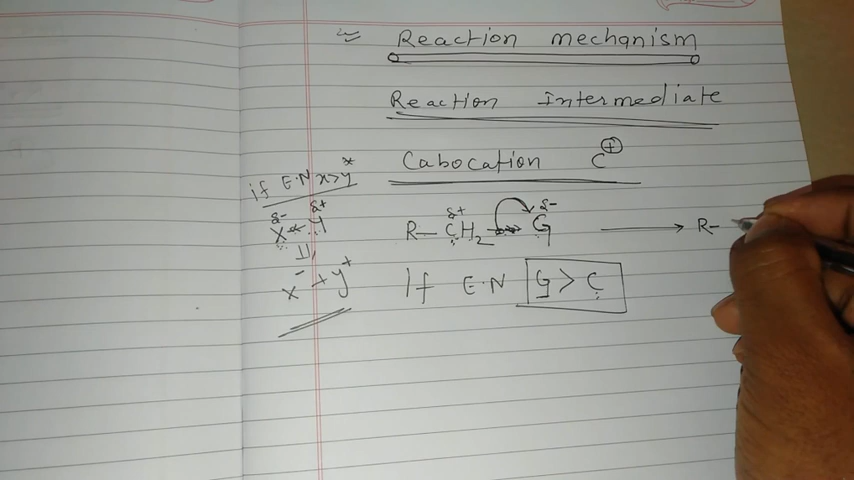 Reaction mechanism
Reaction Intermediate
Cabocation C⊕
if E.N x>y*
δ- δ+
X ← Y
⇓
x⁻ + y⁺
δ+ δ-
R—CH₂ → G ⟶ R-
If E.N G > C